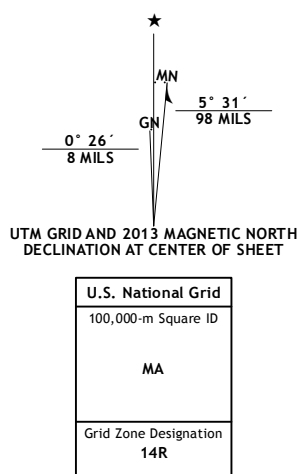 MN
GN
5° 31´
98 MILS
0° 26´
8 MILS
UTM GRID AND 2013 MAGNETIC NORTH
DECLINATION AT CENTER OF SHEET
U.S. National Grid
100,000-m Square ID
MA
Grid Zone Designation
14R